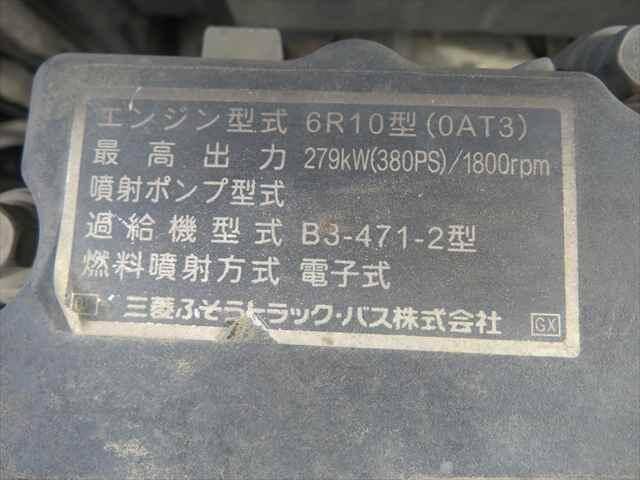 エンジン型式 6R10型(0AT3)
最高出力 279kW(380PS)/1800rpm
噴射ポンプ型式
過給機型式 B3-471-2型
燃料噴射方式 電子式
三菱ふそうトラック・バス株式会社 GX